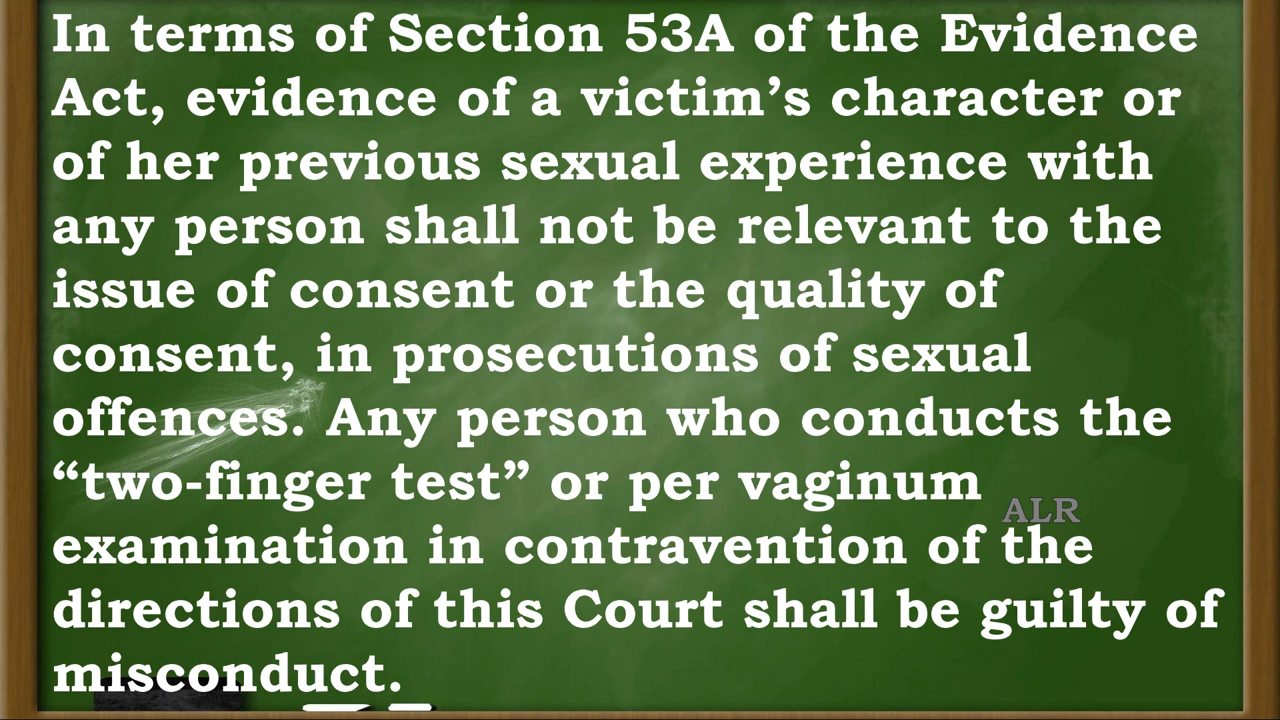 In terms of Section 53A of the Evidence
Act, evidence of a victim’s character or
of her previous sexual experience with
any person shall not be relevant to the
issue of consent or the quality of
consent, in prosecutions of sexual
offences. Any person who conducts the
“two-finger test” or per vaginum
ALR
examination in contravention of the
directions of this Court shall be guilty of
misconduct.